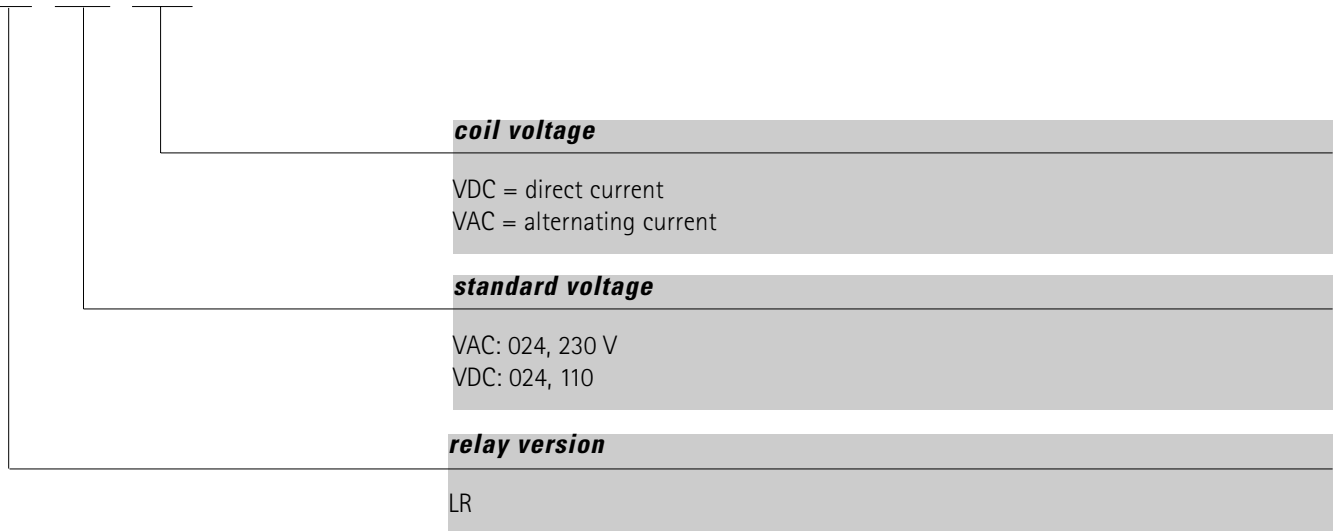 coil voltage
VDC = direct current
VAC = alternating current
standard voltage
VAC: 024, 230 V
VDC: 024, 110
relay version
LR